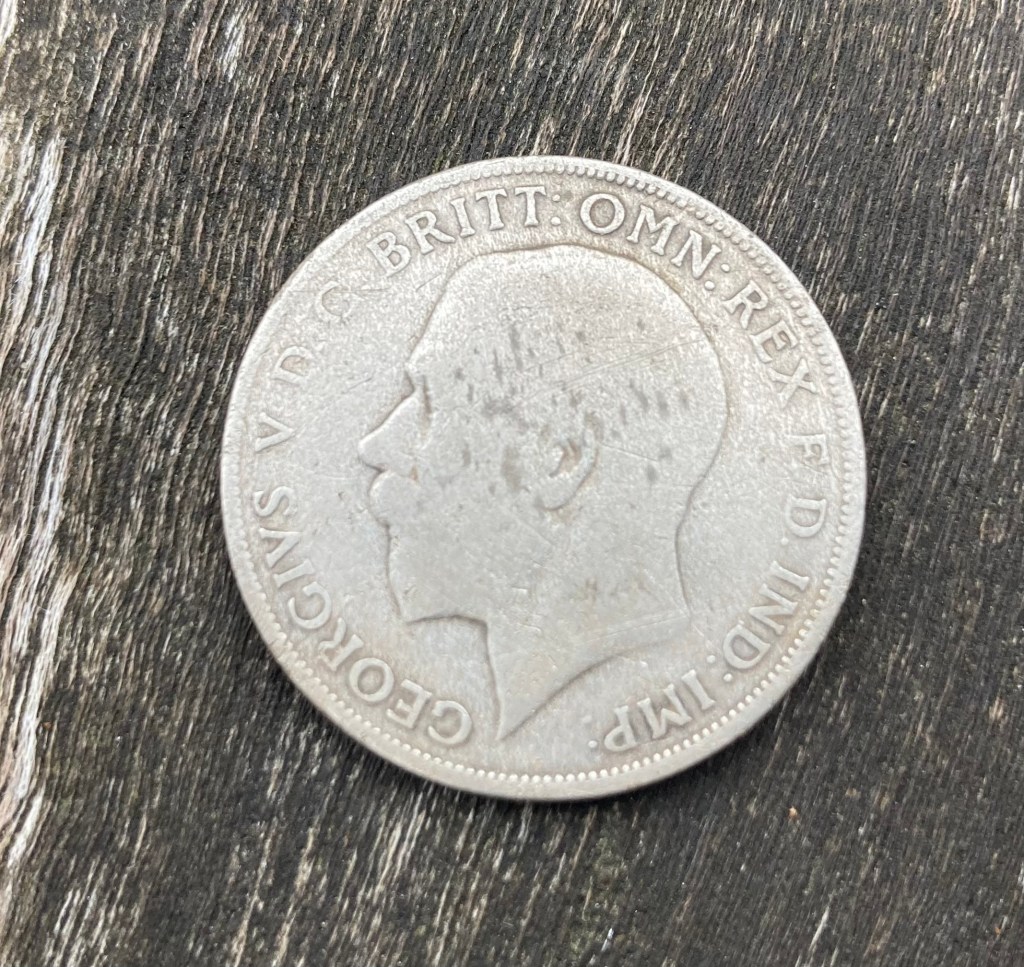 GEORGIVS V D. G. BRITT: OMN: REX F. D. IND: IMP: